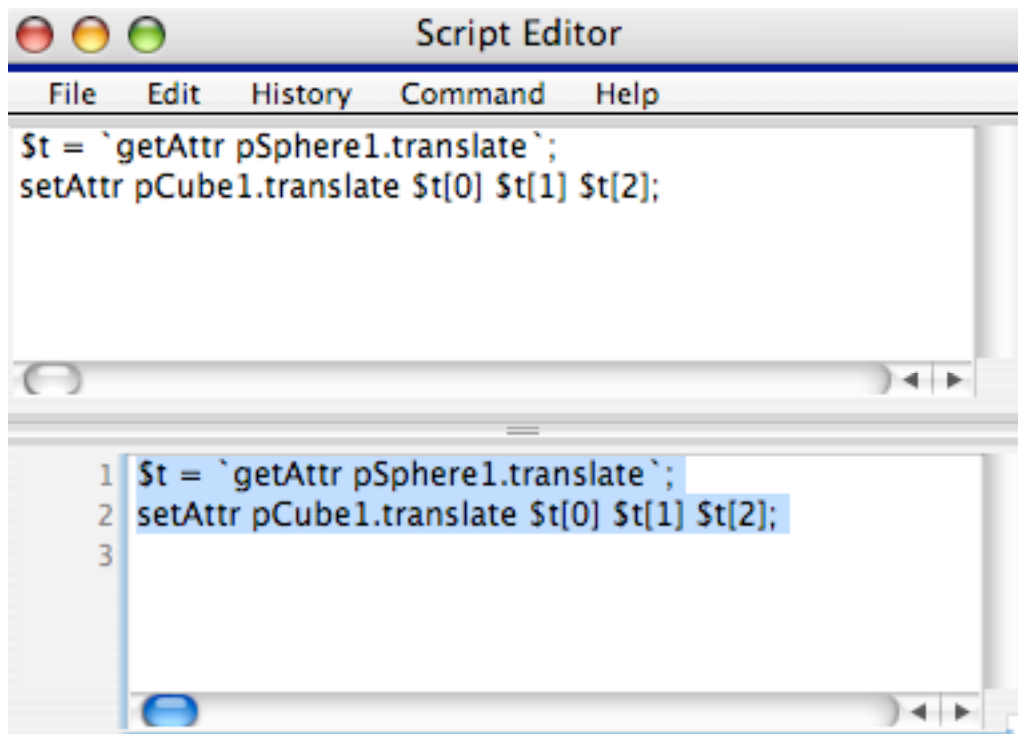 Script Editor
File Edit History Command Help
$t = `getAttr pSphere1.translate`;
setAttr pCube1.translate $t[0] $t[1] $t[2];
1 $t = `getAttr pSphere1.translate`;
2 setAttr pCube1.translate $t[0] $t[1] $t[2];
3